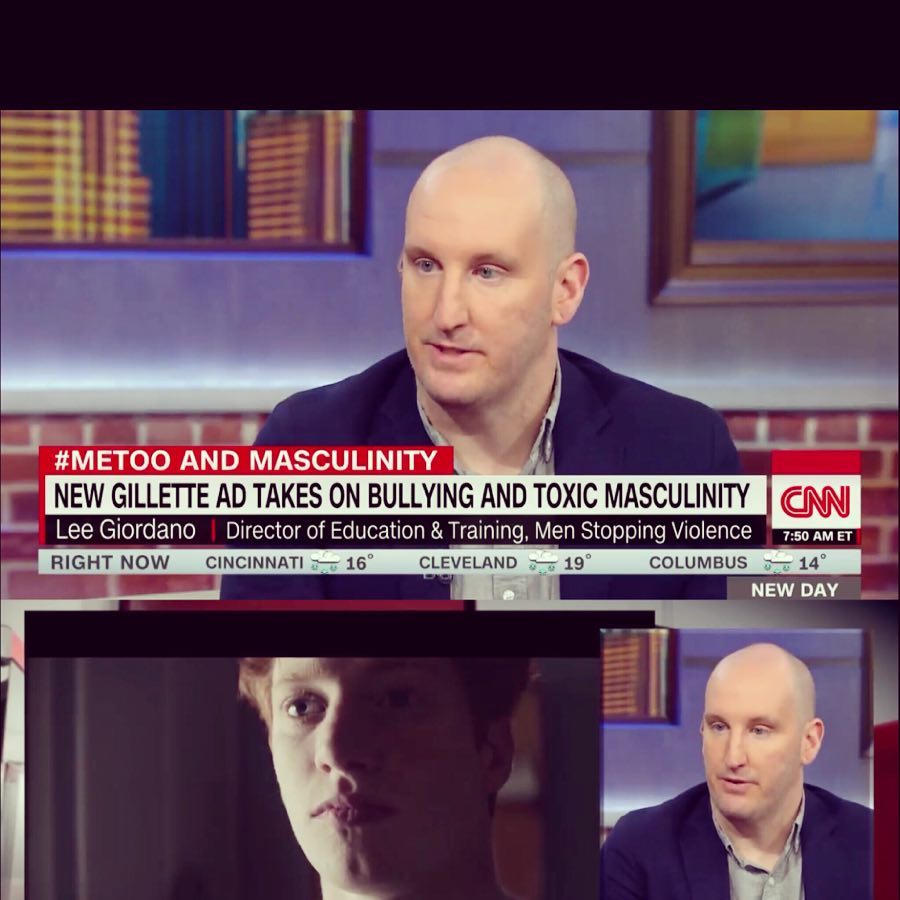 #METOO AND MASCULINITY
NEW GILLETTE AD TAKES ON BULLYING AND TOXIC MASCULINITY
CNN
Lee Giordano | Director of Education & Training, Men Stopping Violence
7:50 AM ET
RIGHT NOW CINCINNATI 16° CLEVELAND 19° COLUMBUS 14°
NEW DAY